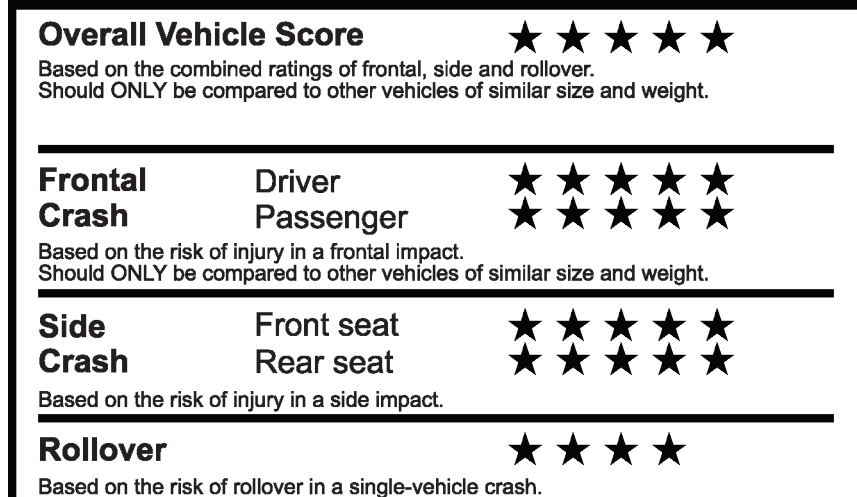 Overall Vehicle Score ★ ★ ★ ★ ★
Based on the combined ratings of frontal, side and rollover.
Should ONLY be compared to other vehicles of similar size and weight.
Frontal Driver ★ ★ ★ ★ ★
Crash Passenger ★ ★ ★ ★ ★
Based on the risk of injury in a frontal impact.
Should ONLY be compared to other vehicles of similar size and weight.
Side Front seat ★ ★ ★ ★ ★
Crash Rear seat ★ ★ ★ ★ ★
Based on the risk of injury in a side impact.
Rollover ★ ★ ★ ★
Based on the risk of rollover in a single-vehicle crash.